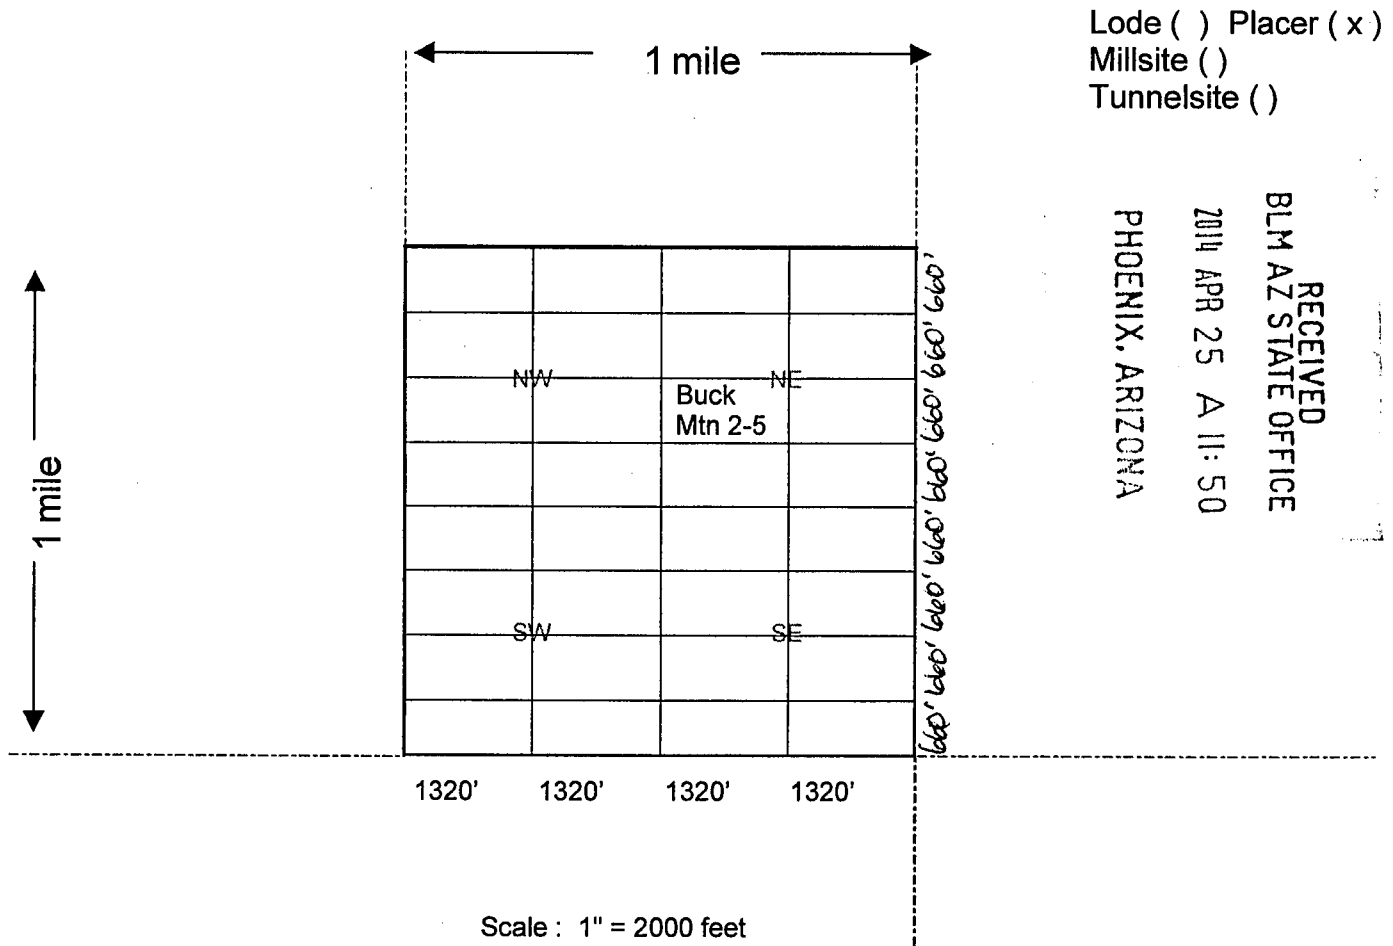 1 mile
Lode ( ) Placer ( x )
Millsite ( )
Tunnelsite ( )
RECEIVED
BLM AZ STATE OFFICE
2014 APR 25 A 11: 50
PHOENIX, ARIZONA
1 mile
NW
NE
Buck
Mtn 2-5
SW
SE
660' 660' 660' 660' 660' 660' 660' 660'
1320' 1320' 1320' 1320'
Scale : 1" = 2000 feet